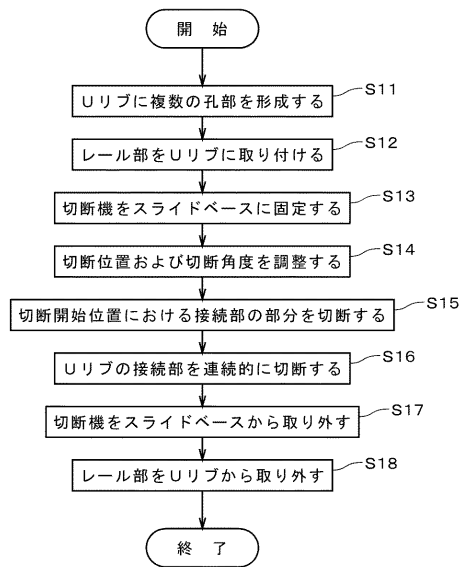 開 始
Uリブに複数の孔部を形成する
S11
レール部をUリブに取り付ける
S12
切断機をスライドベースに固定する
S13
切断位置および切断角度を調整する
S14
切断開始位置における接続部の部分を切断する
S15
Uリブの接続部を連続的に切断する
S16
切断機をスライドベースから取り外す
S17
レール部をUリブから取り外す
S18
終 了